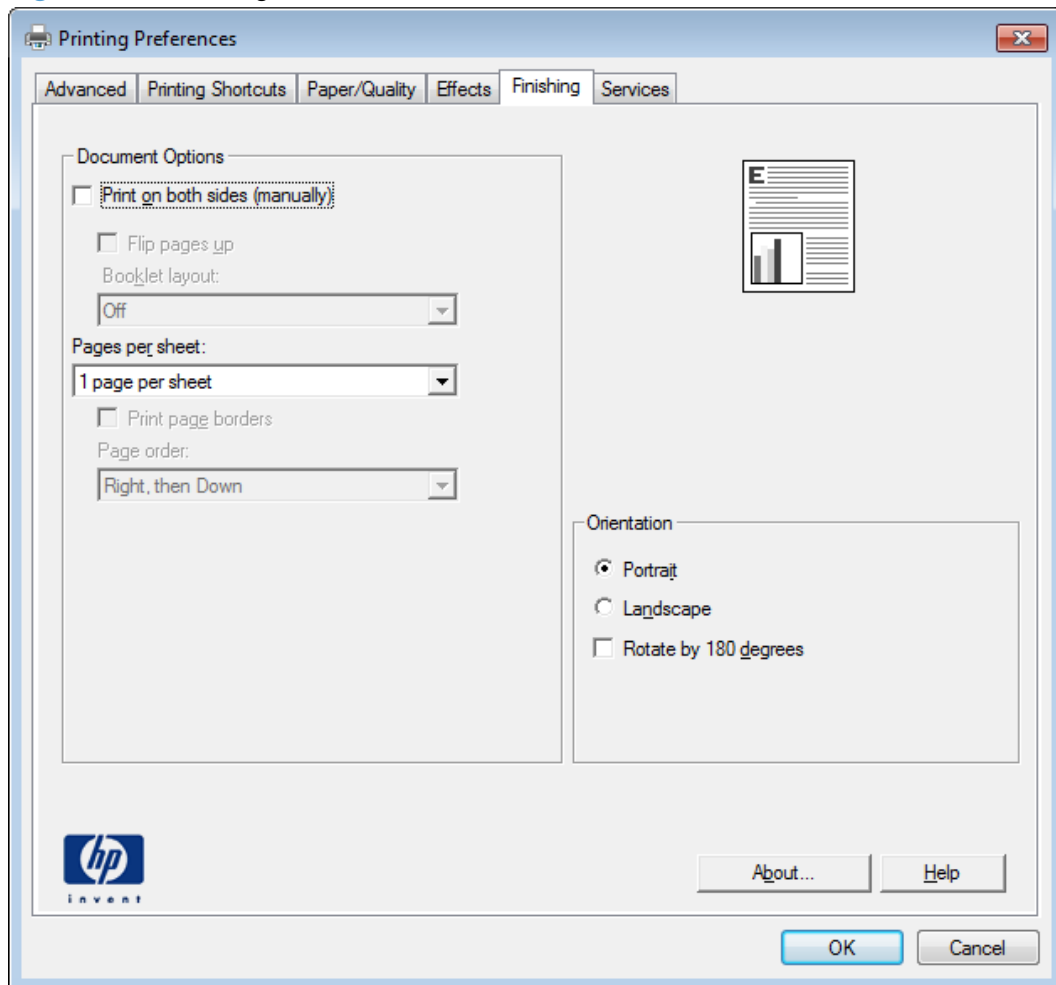 Printing Preferences
Advanced Printing Shortcuts Paper/Quality Effects Finishing Services
Document Options
Print on both sides (manually)
Flip pages up
Booklet layout:
Off
Pages per sheet:
1 page per sheet
Print page borders
Page order:
Right, then Down
E
Orientation
Portrait
Landscape
Rotate by 180 degrees
hp
invent
About... Help
OK Cancel